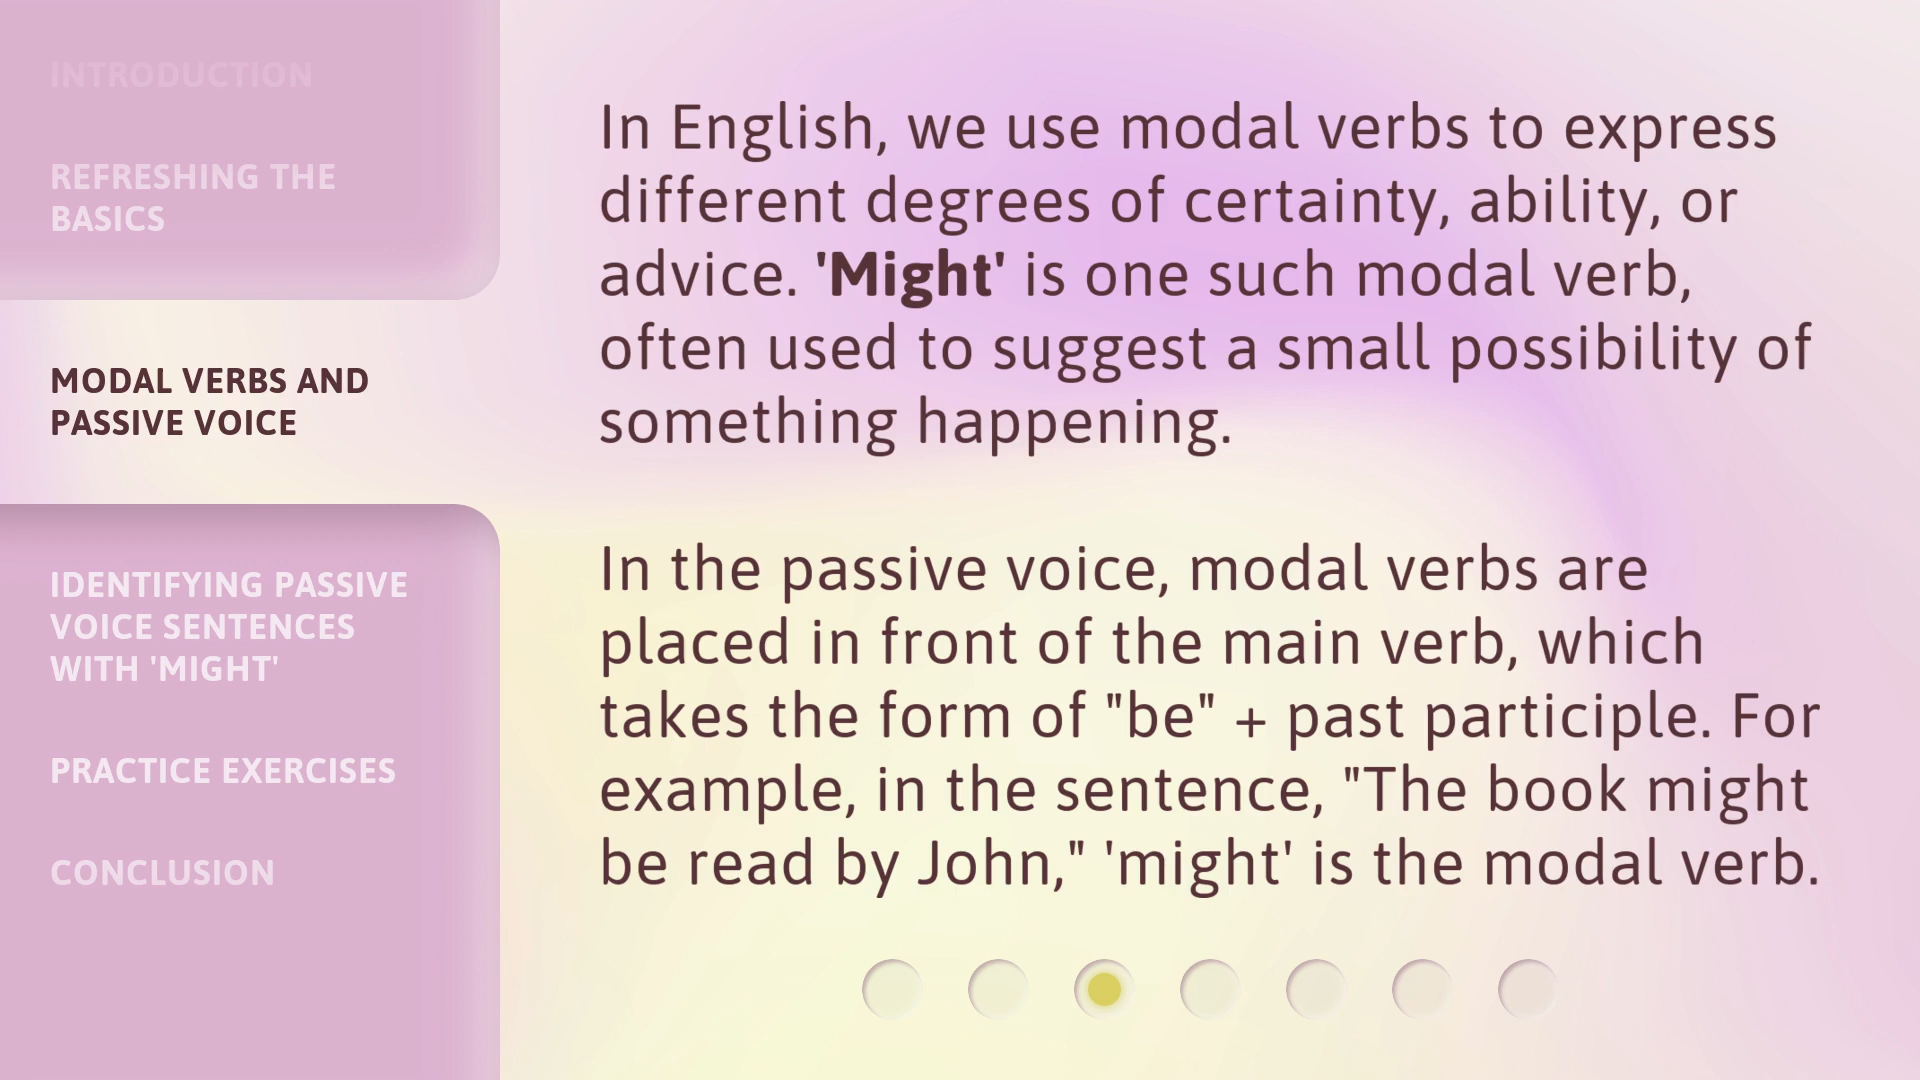 INTRODUCTION
REFRESHING THE
BASICS
MODAL VERBS AND
PASSIVE VOICE
IDENTIFYING PASSIVE
VOICE SENTENCES
WITH 'MIGHT'
PRACTICE EXERCISES
CONCLUSION
In English, we use modal verbs to express
different degrees of certainty, ability, or
advice. 'Might' is one such modal verb,
often used to suggest a small possibility of
something happening.
In the passive voice, modal verbs are
placed in front of the main verb, which
takes the form of "be" + past participle. For
example, in the sentence, "The book might
be read by John," 'might' is the modal verb.